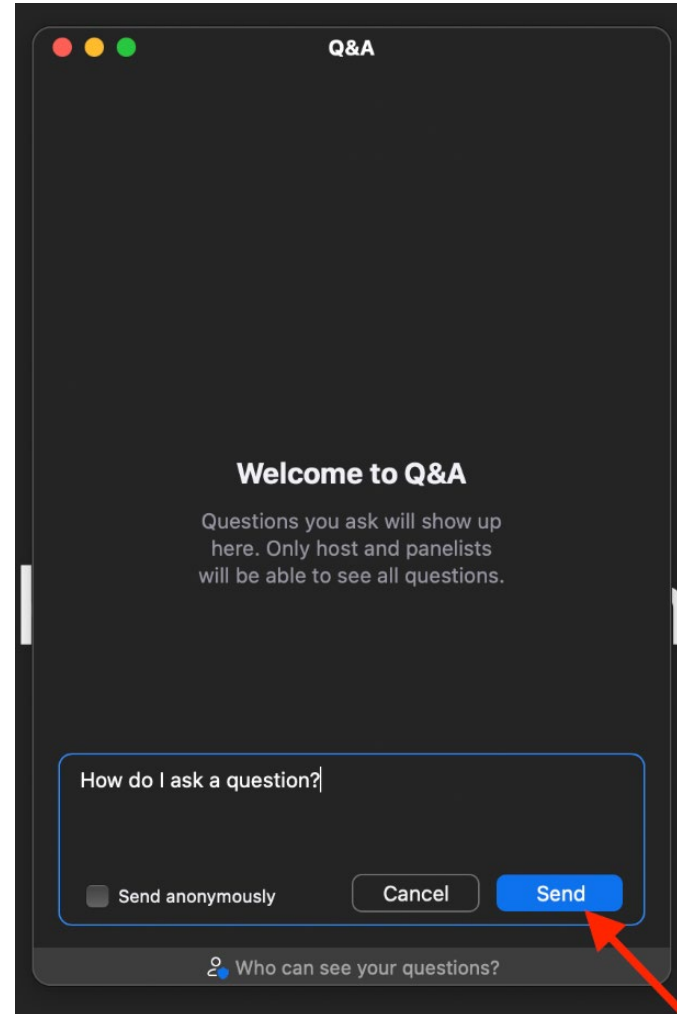 Q&A
Welcome to Q&A
Questions you ask will show up
here. Only host and panelists
will be able to see all questions.
How do I ask a question?
Send anonymously
Cancel
Send
Who can see your questions?